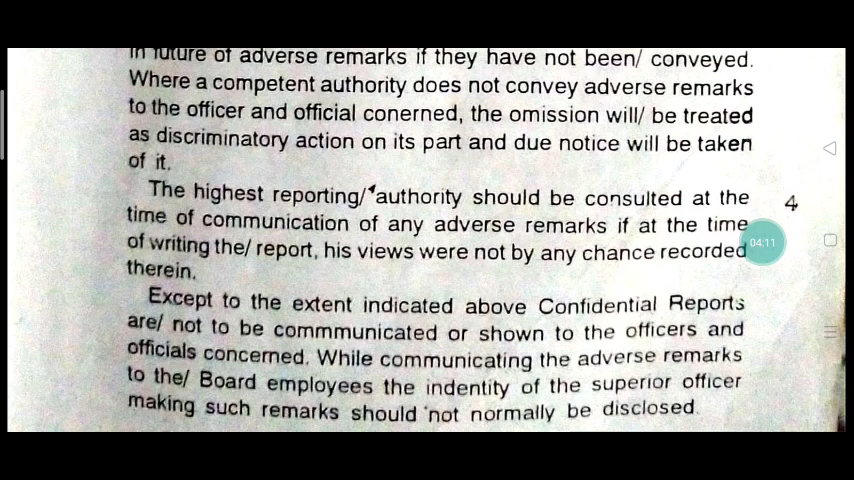 in future of adverse remarks if they have not been/ conveyed.
Where a competent authority does not convey adverse remarks
to the officer and official conerned, the omission will/ be treated
as discriminatory action on its part and due notice will be taken
of it.
The highest reporting/ authority should be consulted at the
time of communication of any adverse remarks if at the time
of writing the/ report, his views were not by any chance recorded
therein.
Except to the extent indicated above Confidential Reports
are/ not to be commmunicated or shown to the officers and
officials concerned. While communicating the adverse remarks
to the/ Board employees the indentity of the superior officer
making such remarks should not normally be disclosed.
4
04:11